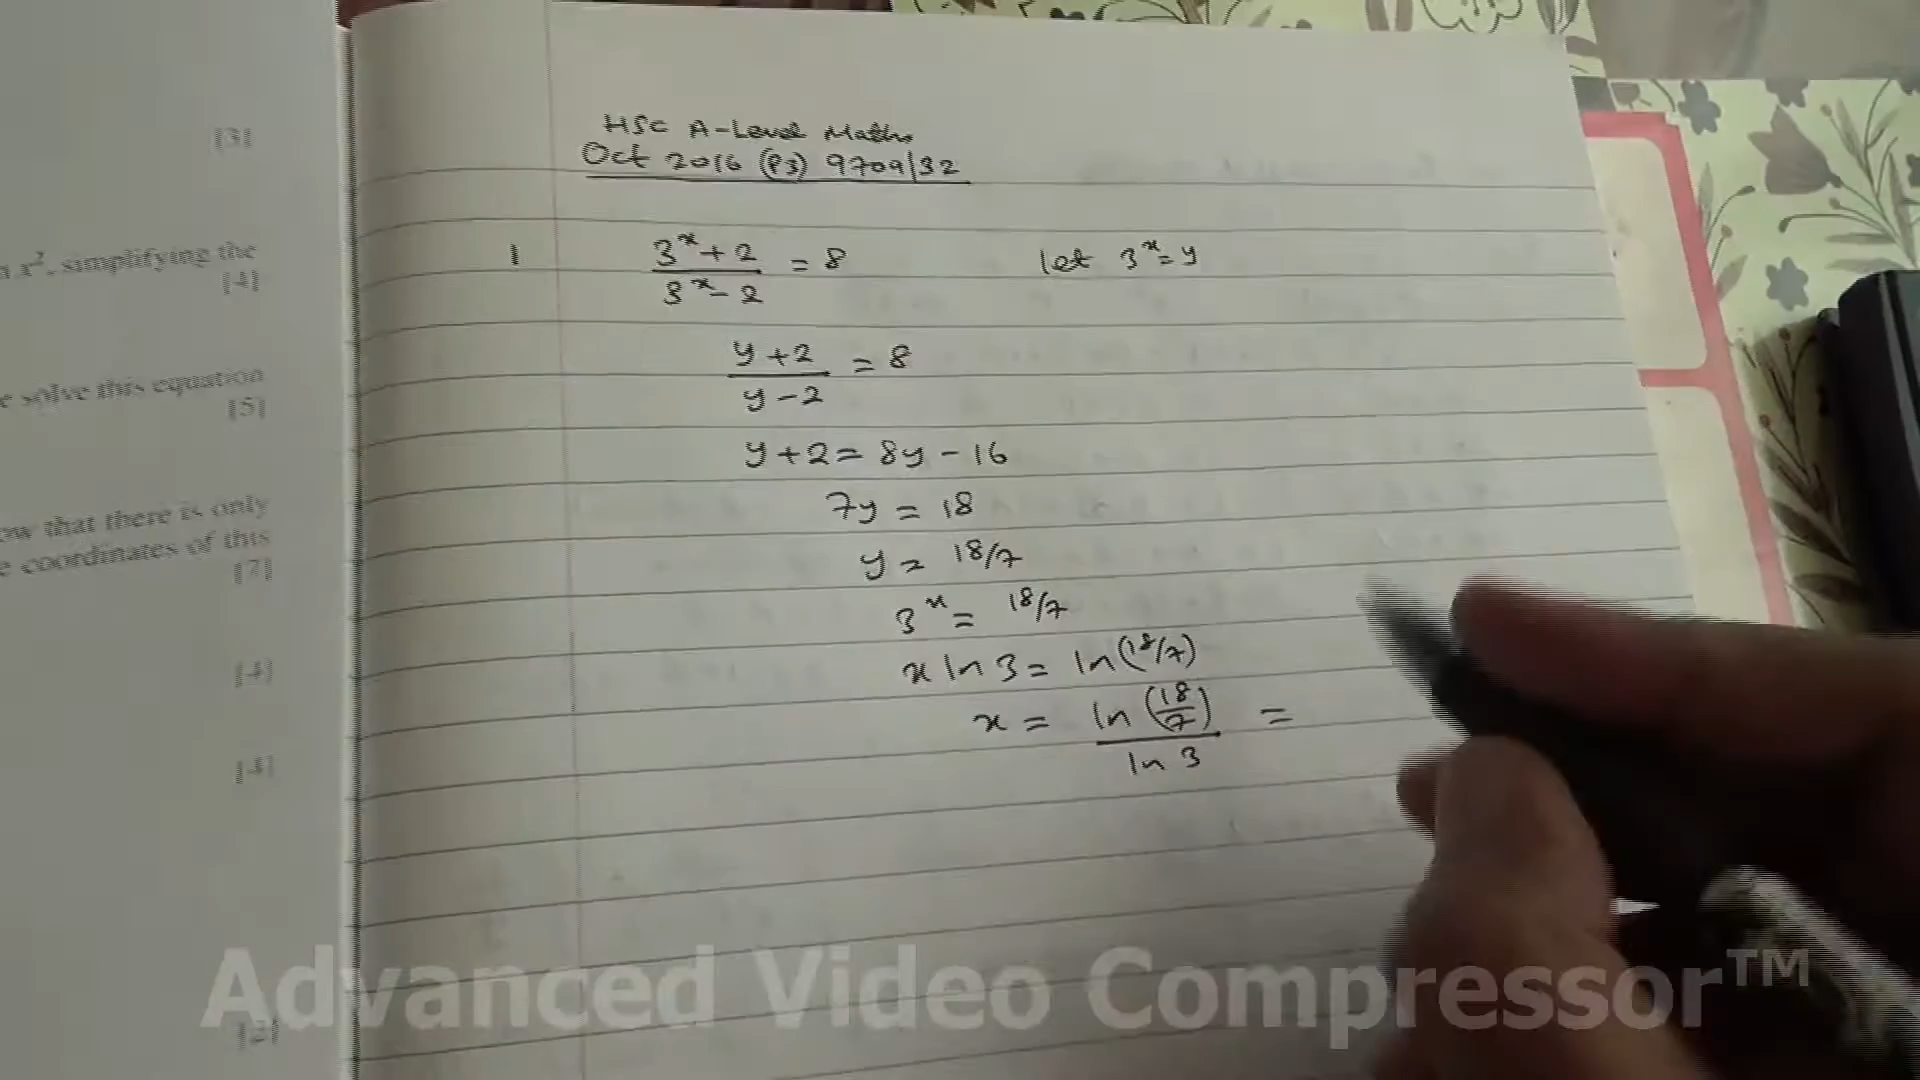 [3]
n x², simplifying the
[4]
e solve this equation
[5]
ow that there is only
e coordinates of this
[7]
[4]
[4]
[2]
HSC A-Level Maths
Oct 2016 (P3) 9709/32
1 (3^x + 2)/(3^x - 2) = 8 let 3^x = y
(y + 2)/(y - 2) = 8
y + 2 = 8y - 16
7y = 18
y = 18/7
3^x = 18/7
x ln 3 = ln(18/7)
x = ln(18/7)/ln 3 =
Advanced Video Compressor™